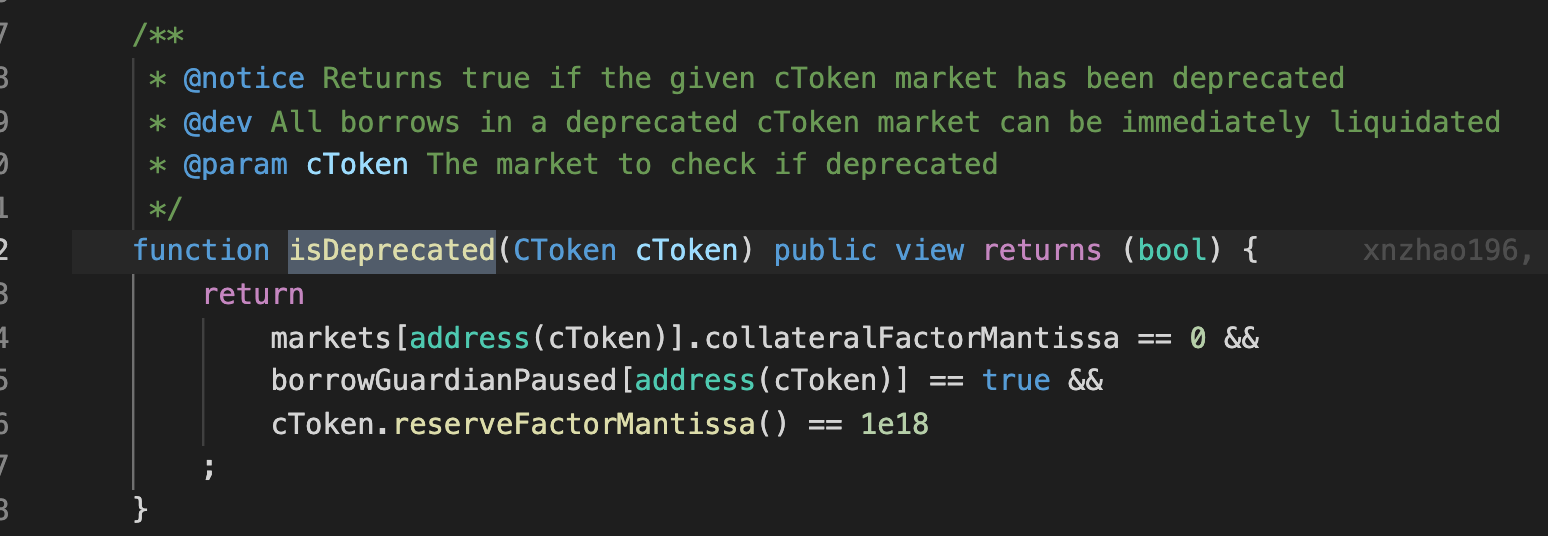 7 /**
8 * @notice Returns true if the given cToken market has been deprecated
9 * @dev All borrows in a deprecated cToken market can be immediately liquidated
0 * @param cToken The market to check if deprecated
1 */
2 function isDeprecated(CToken cToken) public view returns (bool) { xnzhao196,
3 return
4 markets[address(cToken)].collateralFactorMantissa == 0 &&
5 borrowGuardianPaused[address(cToken)] == true &&
6 cToken.reserveFactorMantissa() == 1e18
7 ;
8 }